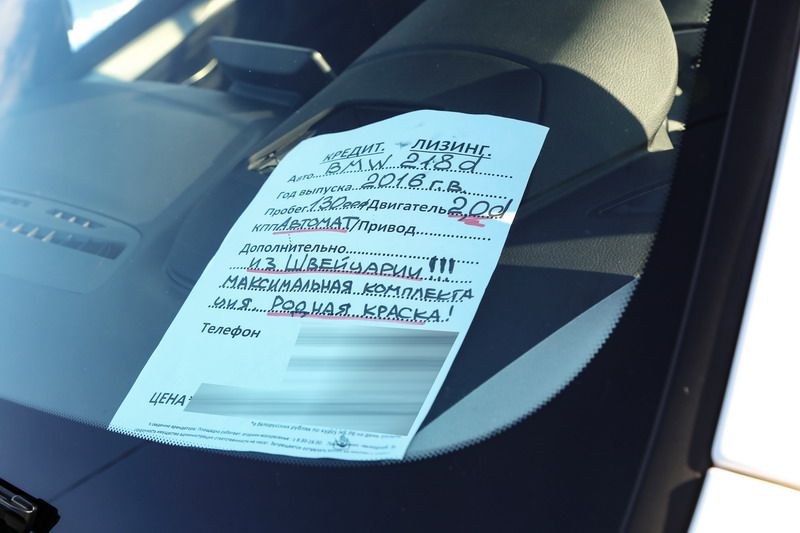 КРЕДИТ. ЛИЗИНГ.
Авто BMW 218d
Год выпуска 2016 г.в.
Пробег 130 Двигатель 2,0d
КПП АВТОМАТ/Привод
Дополнительно
ИЗ ШВЕЙЦАРИИ !!!
МАКСИМАЛЬНАЯ КОМПЛЕКТА
ЦИЯ. РОДНАЯ КРАСКА!
Телефон
ЦЕНА*